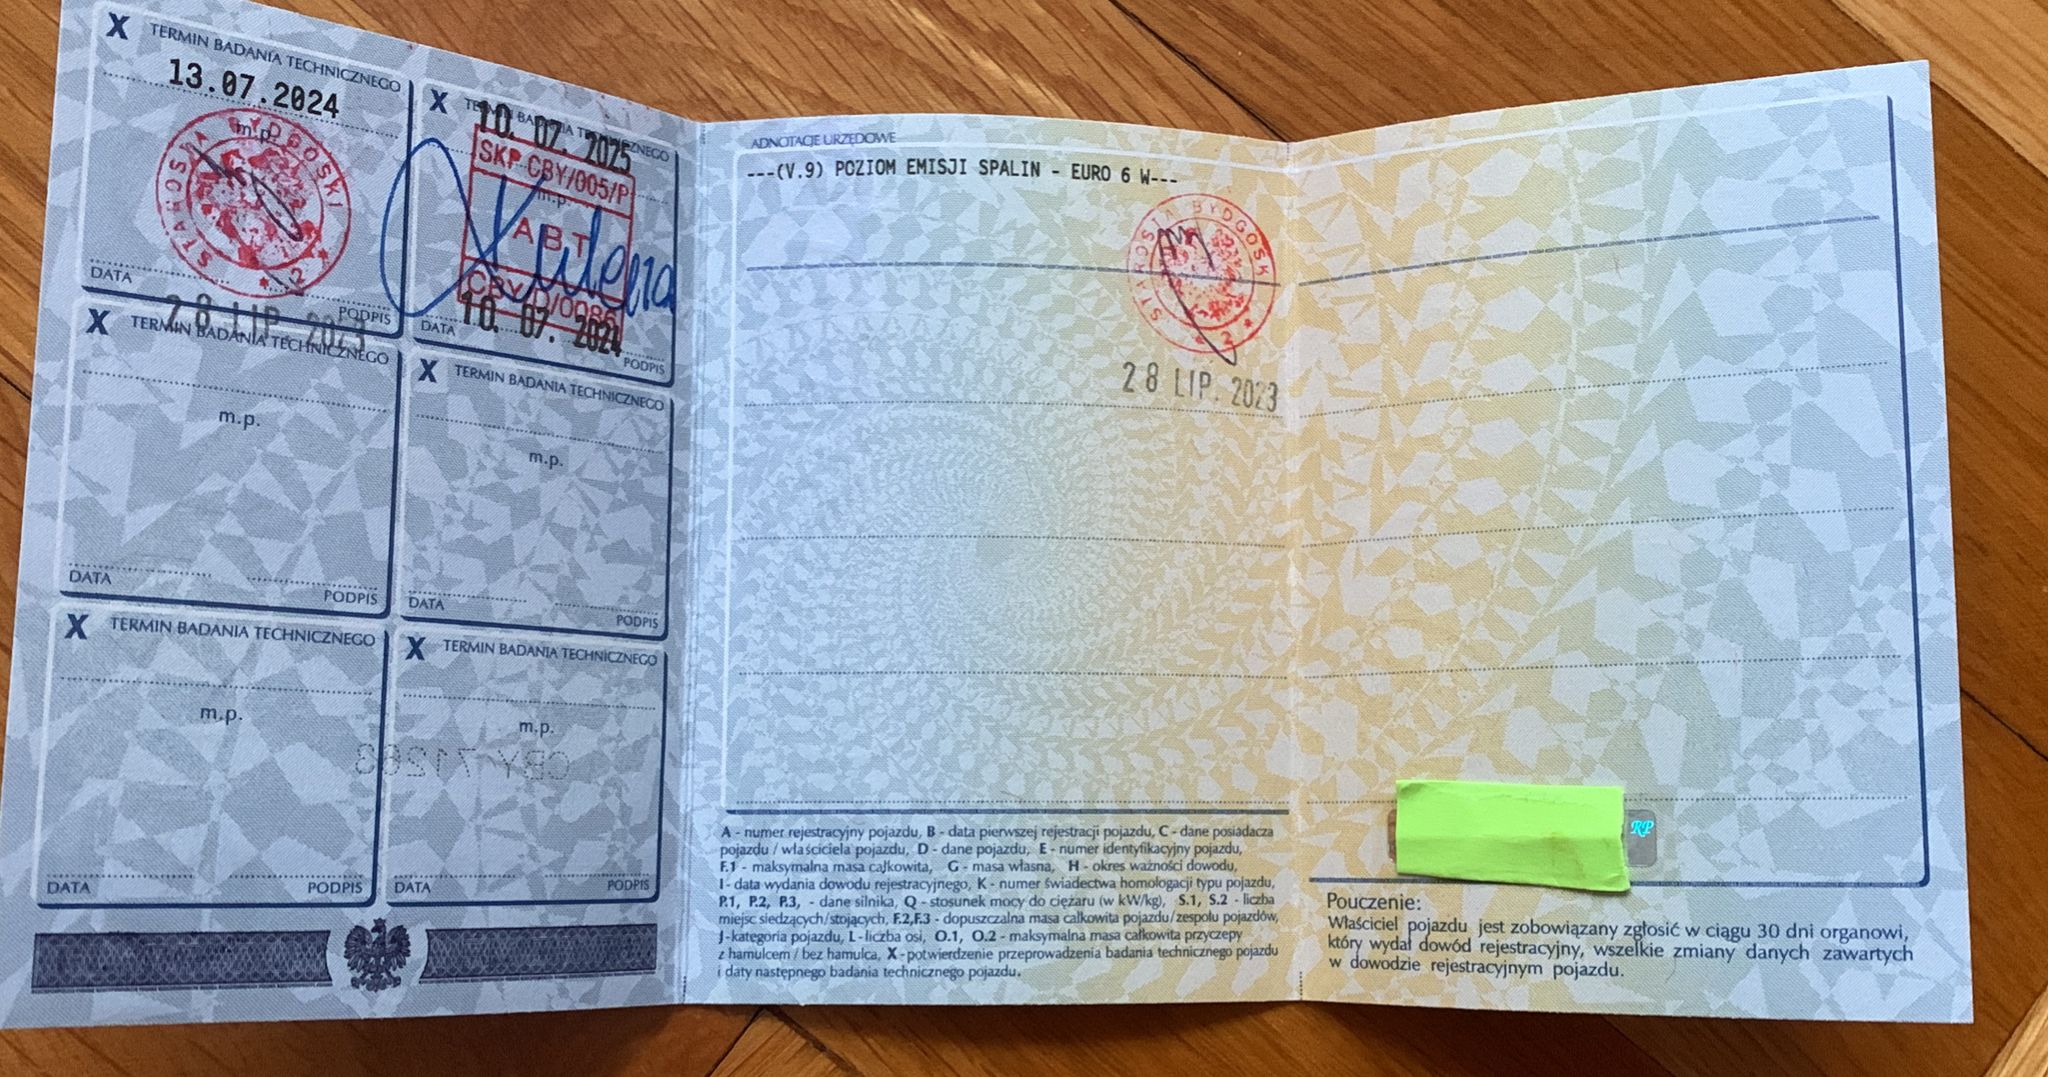 X TERMIN BADANIA TECHNICZNEGO
13.07.2024
m.p.
STAROSTA BYDGOSKI
* 2 *
DATA PODPIS
28 LIP. 2023
X TERMIN BADANIA TECHNICZNEGO
10. 07. 2025
SKP CBY/005/P
m.p.
ABT
CBY/D/0086
10. 07. 2024
DATA PODPIS
X TERMIN BADANIA TECHNICZNEGO
m.p.
DATA PODPIS
X TERMIN BADANIA TECHNICZNEGO
m.p.
DATA PODPIS
X TERMIN BADANIA TECHNICZNEGO
m.p.
DATA PODPIS
X TERMIN BADANIA TECHNICZNEGO
m.p.
CBY 71268
DATA PODPIS
ADNOTACJE URZĘDOWE
---(V.9) POZIOM EMISJI SPALIN - EURO 6 W---
STAROSTA BYDGOSKI
* 2 *
28 LIP. 2023
A - numer rejestracyjny pojazdu, B - data pierwszej rejestracji pojazdu, C - dane posiadacza
pojazdu / właściciela pojazdu, D - dane pojazdu, E - numer identyfikacyjny pojazdu,
F.1 - maksymalna masa całkowita, G - masa własna, H - okres ważności dowodu,
I - data wydania dowodu rejestracyjnego, K - numer świadectwa homologacji typu pojazdu,
P.1, P.2, P.3, - dane silnika, Q - stosunek mocy do ciężaru (w kW/kg), S.1, S.2 - liczba
miejsc siedzących/stojących, F.2,F.3 - dopuszczalna masa całkowita pojazdu/zespołu pojazdów,
J-kategoria pojazdu, L-liczba osi, O.1, O.2 - maksymalna masa całkowita przyczepy
z hamulcem / bez hamulca, X -potwierdzenie przeprowadzenia badania technicznego pojazdu
i daty następnego badania technicznego pojazdu.
RP
Pouczenie:
Właściciel pojazdu jest zobowiązany zgłosić w ciągu 30 dni organowi,
który wydał dowód rejestracyjny, wszelkie zmiany danych zawartych
w dowodzie rejestracyjnym pojazdu.